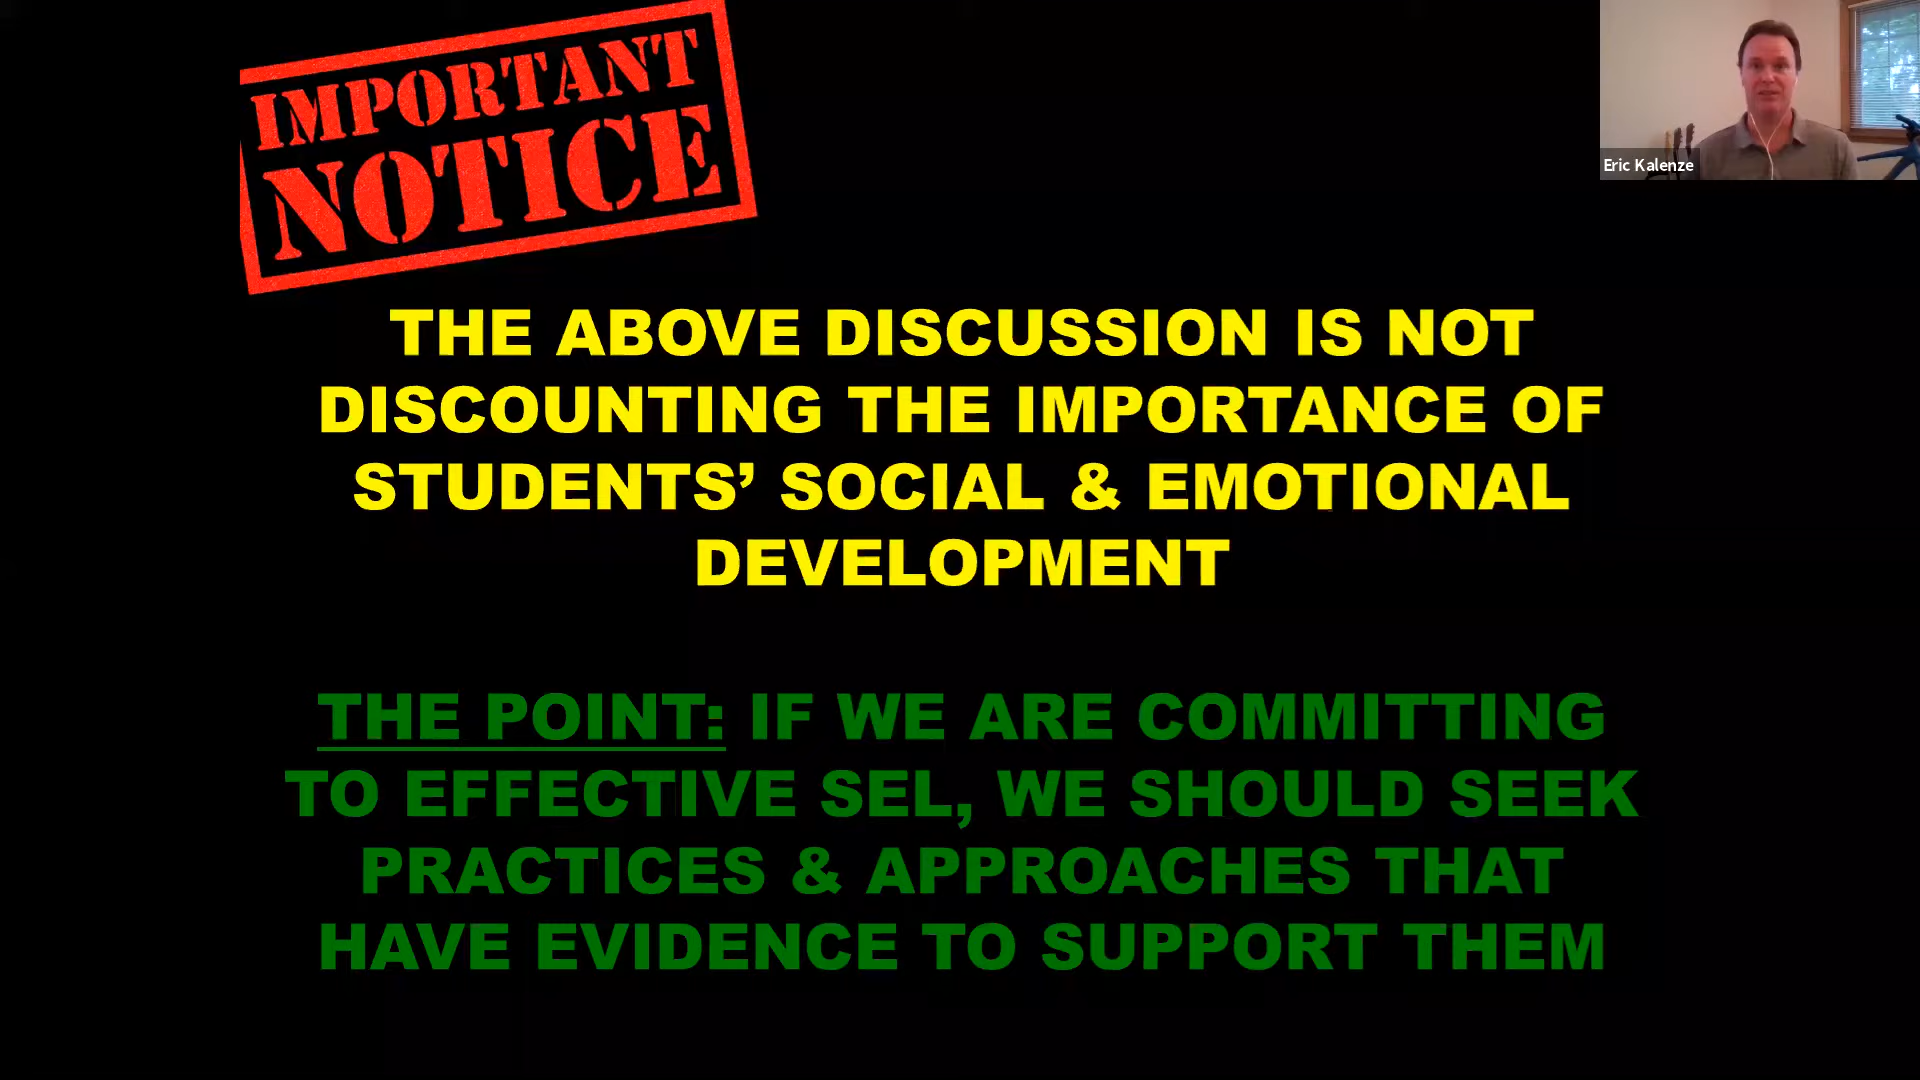 IMPORTANT
NOTICE
Eric Kalenze
THE ABOVE DISCUSSION IS NOT
DISCOUNTING THE IMPORTANCE OF
STUDENTS’ SOCIAL & EMOTIONAL
DEVELOPMENT
THE POINT: IF WE ARE COMMITTING
TO EFFECTIVE SEL, WE SHOULD SEEK
PRACTICES & APPROACHES THAT
HAVE EVIDENCE TO SUPPORT THEM